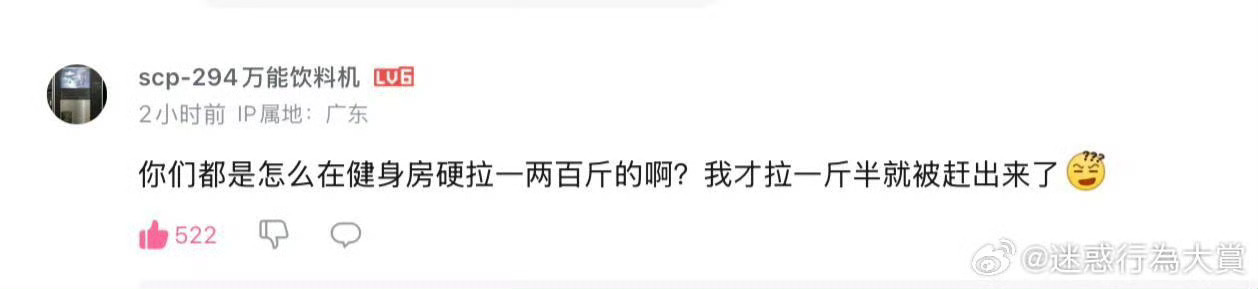 scp-294万能饮料机 LV6
2小时前 IP属地：广东
你们都是怎么在健身房硬拉一两百斤的啊？我才拉一斤半就被赶出来了
522
@迷惑行為大賞